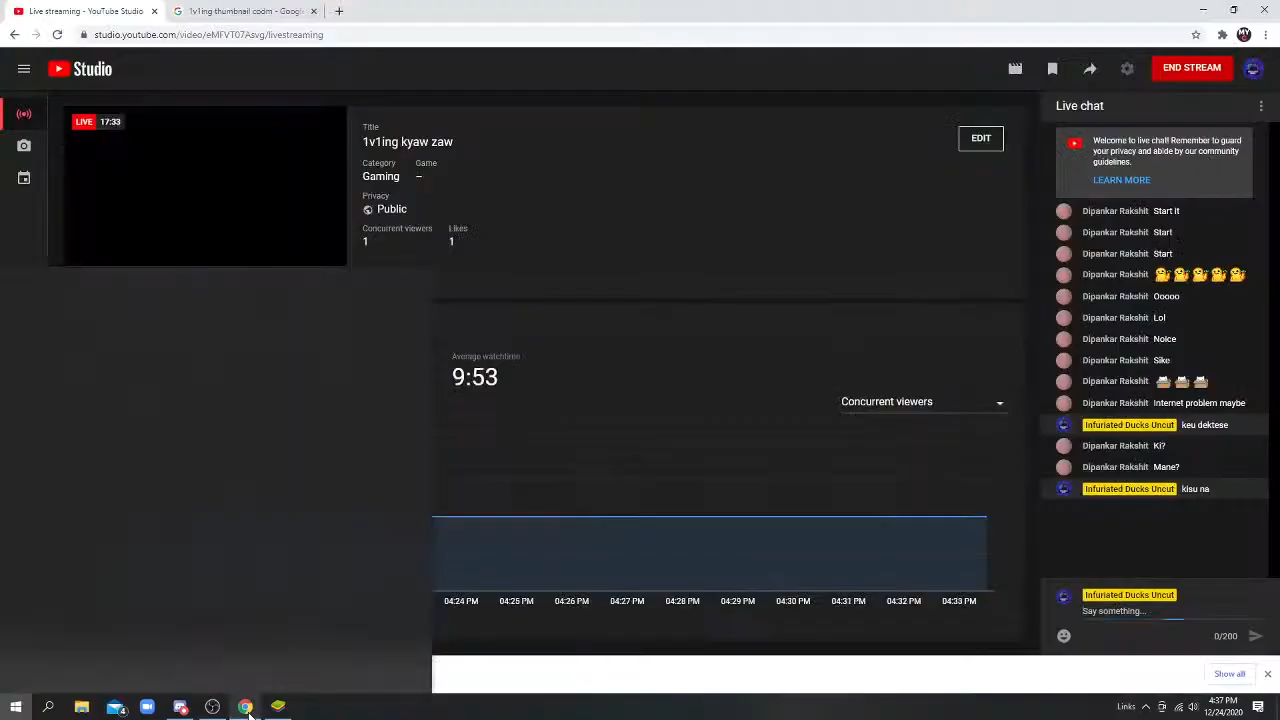 Live streaming - YouTube Studio
1v1ing thumbnail codm - Google
studio.youtube.com/video/eMFVT07Asvg/livestreaming
Studio
END STREAM
LIVE 17:33
Title
1v1ing kyaw zaw
EDIT
Category Game
Gaming –
Privacy
Public
Concurrent viewers Likes
1 1
Average watchtime
9:53
Concurrent viewers
04:24 PM 04:25 PM 04:26 PM 04:27 PM 04:28 PM 04:29 PM 04:30 PM 04:31 PM 04:32 PM 04:33 PM
Live chat
Welcome to live chat! Remember to guard
your privacy and abide by our community
guidelines.
LEARN MORE
Dipankar Rakshit Start it
Dipankar Rakshit Start
Dipankar Rakshit Start
Dipankar Rakshit
Dipankar Rakshit Ooooo
Dipankar Rakshit Lol
Dipankar Rakshit Noice
Dipankar Rakshit Sike
Dipankar Rakshit
Dipankar Rakshit Internet problem maybe
Infuriated Ducks Uncut keu dektese
Dipankar Rakshit Ki?
Dipankar Rakshit Mane?
Infuriated Ducks Uncut kisu na
Infuriated Ducks Uncut
Say something...
0/200
Show all
4
Links
4:37 PM
12/24/2020